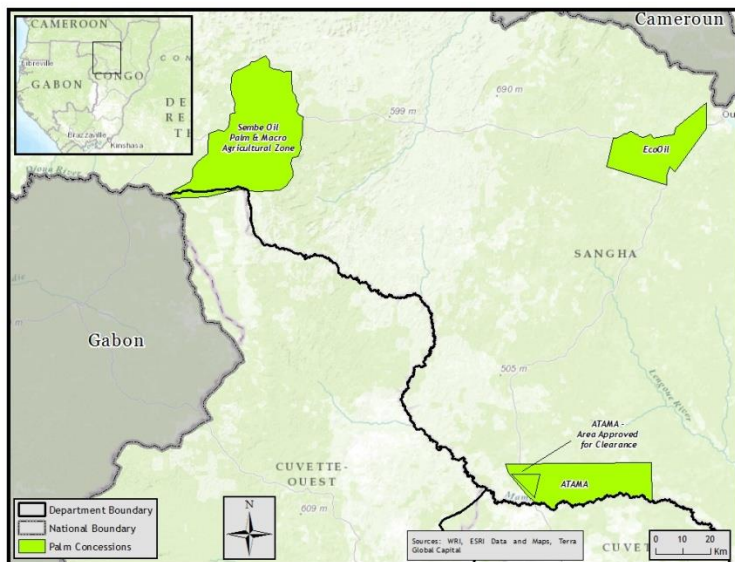 CAMEROON
Libreville
GABON
CONGO
Brazzaville
Kinshasa
Cameroun
690 m
599 m
Sembe Oil
Palm & Macro
Agricultural Zone
EcoOil
SANGHA
Gabon
505 m
ATAMA -
Area Approved
for Clearance
ATAMA
CUVETTE-
OUEST
609 m
Department Boundary
National Boundary
Palm Concessions
N
Sources: WRI, ESRI Data and Maps, Terra
Global Capital
0 10 20
Km